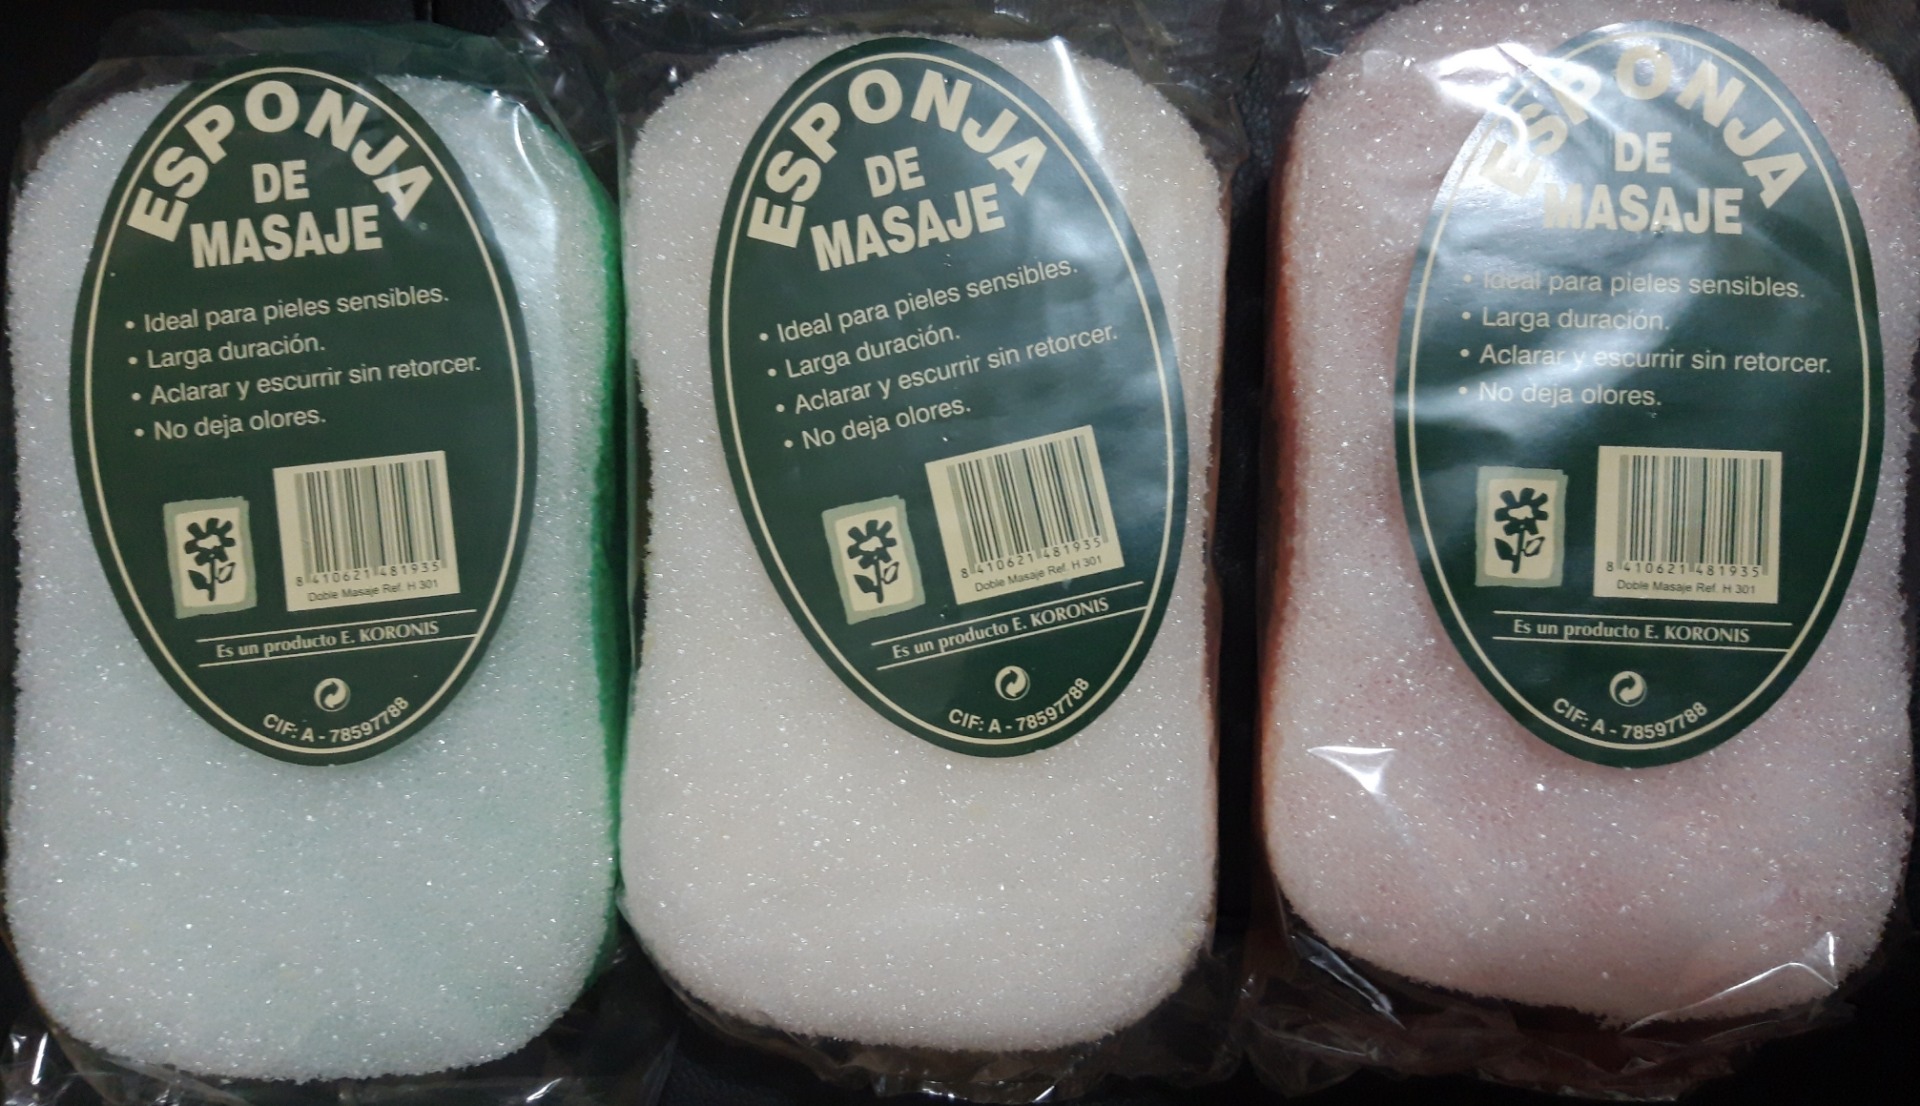 ESPONJA
DE
MASAJE
• Ideal para pieles sensibles.
• Larga duración.
• Aclarar y escurrir sin retorcer.
• No deja olores.
8 410621 481935
Doble Masaje Ref. H 301
Es un producto E. KORONIS
CIF: A - 78597788
ESPONJA
DE
MASAJE
• Ideal para pieles sensibles.
• Larga duración.
• Aclarar y escurrir sin retorcer.
• No deja olores.
8 410621 481935
Doble Masaje Ref. H 301
Es un producto E. KORONIS
CIF: A - 78597788
ESPONJA
DE
MASAJE
• Ideal para pieles sensibles.
• Larga duración.
• Aclarar y escurrir sin retorcer.
• No deja olores.
8 410621 481935
Doble Masaje Ref. H 301
Es un producto E. KORONIS
CIF: A - 78597788